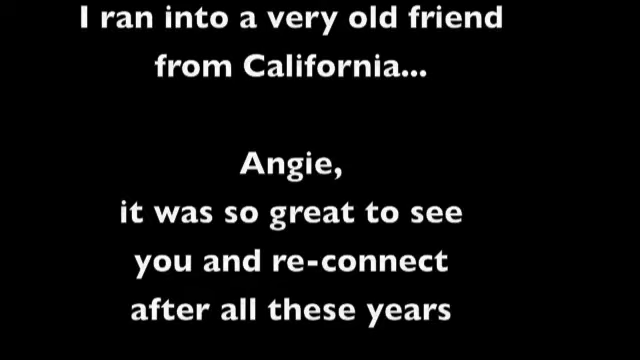 I ran into a very old friend
from California...
Angie,
it was so great to see
you and re-connect
after all these years